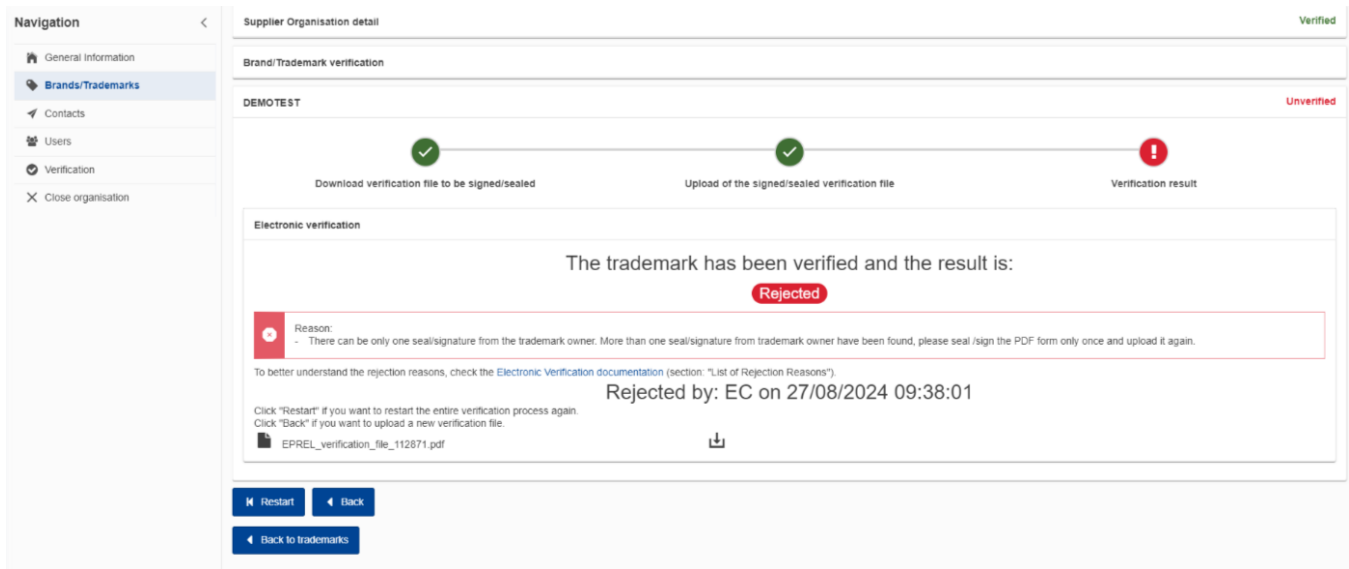 Navigation
General Information
Brands/Trademarks
Contacts
Users
Verification
Close organisation
Supplier Organisation detail
Verified
Brand/Trademark verification
DEMOTEST
Unverified
Download verification file to be signed/sealed
Upload of the signed/sealed verification file
Verification result
Electronic verification
The trademark has been verified and the result is:
Rejected
Reason:
- There can be only one seal/signature from the trademark owner. More than one seal/signature from trademark owner have been found, please seal /sign the PDF form only once and upload it again.
To better understand the rejection reasons, check the Electronic Verification documentation (section: "List of Rejection Reasons").
Rejected by: EC on 27/08/2024 09:38:01
Click "Restart" if you want to restart the entire verification process again.
Click "Back" if you want to upload a new verification file.
EPREL_verification_file_112871.pdf
Restart
Back
Back to trademarks